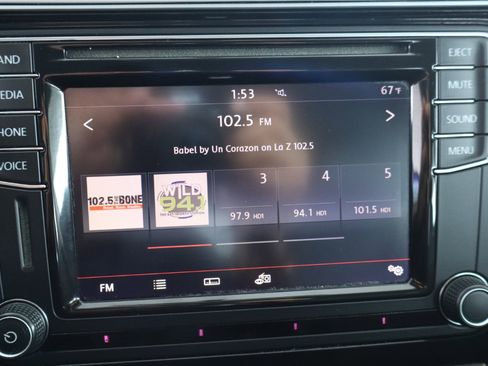 AND
EDIA
HONE
VOICE
EJECT
MUTE
SOUND
MENU
1:53
67°F
102.5 FM
Babel by Un Corazon on La Z 102.5
102.5 THE BONE
WILD
94.1
3
97.9 HD1
4
94.1 HD1
5
101.5 HD1
FM